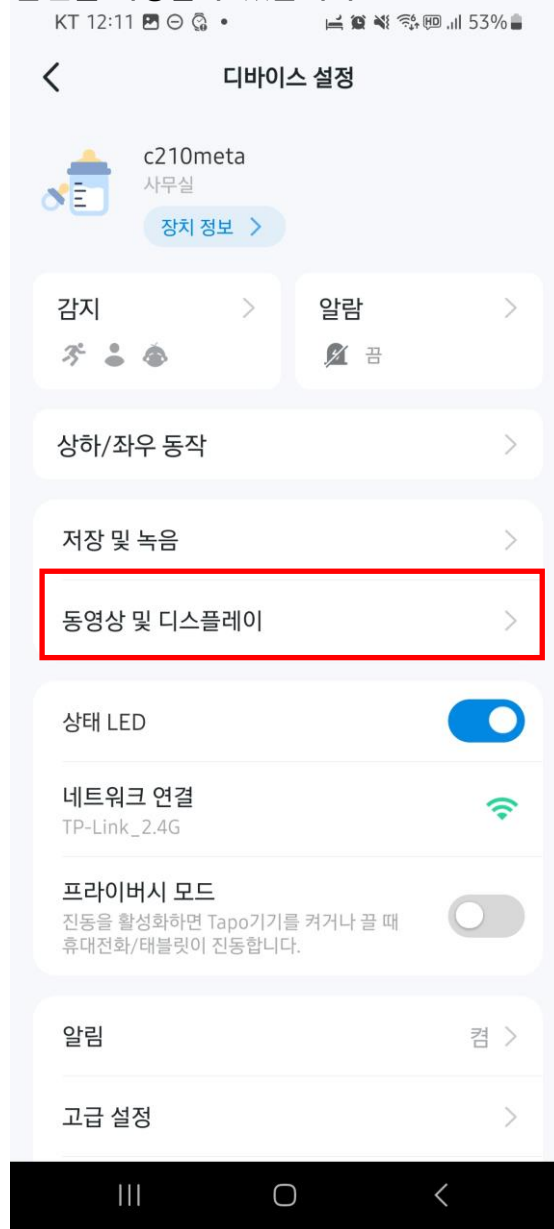 KT 12:11 53%
디바이스 설정
c210meta
사무실
장치 정보
감지
알람
끔
상하/좌우 동작
저장 및 녹음
동영상 및 디스플레이
상태 LED
네트워크 연결
TP-Link_2.4G
프라이버시 모드
진동을 활성화하면 Tapo기기를 켜거나 끌 때
휴대전화/태블릿이 진동합니다.
알림
켬
고급 설정